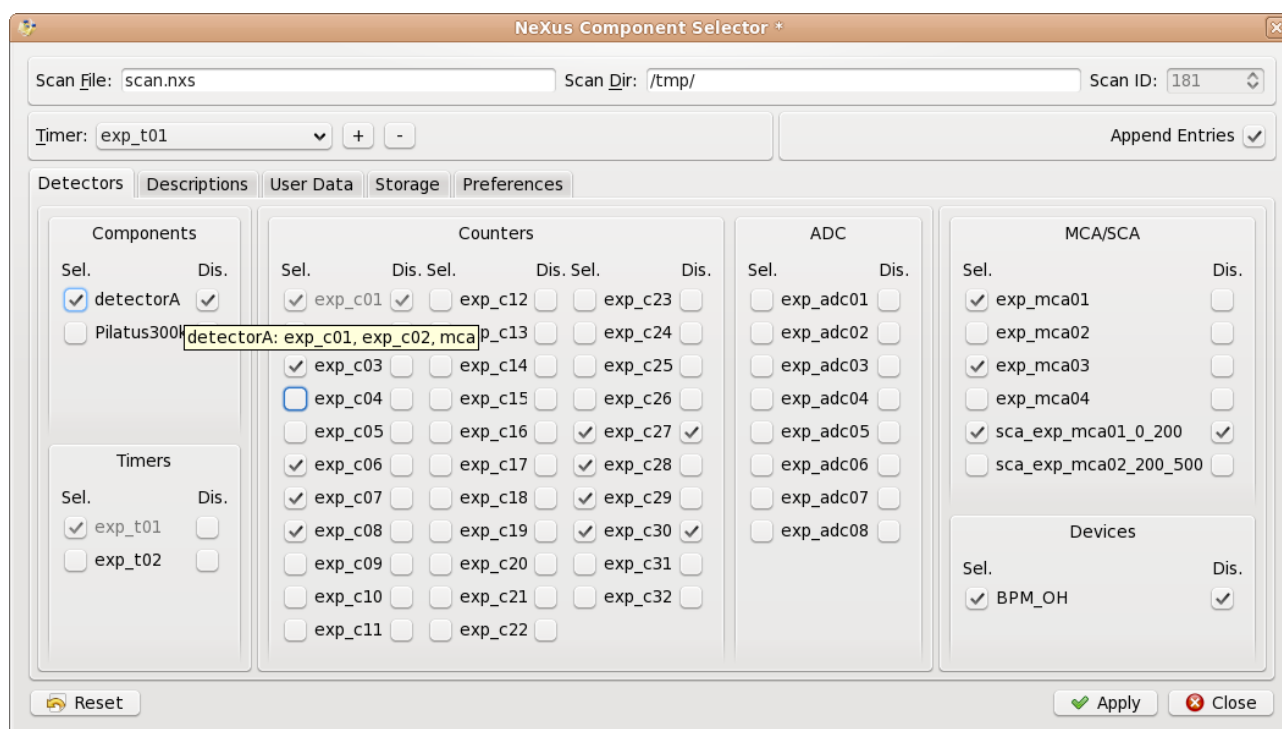 NeXus Component Selector *
Scan File: scan.nxs Scan Dir: /tmp/ Scan ID: 181
Timer: exp_t01 + - Append Entries
Detectors Descriptions User Data Storage Preferences
Components Counters ADC MCA/SCA
Sel. Dis. Sel. Dis. Sel. Dis. Sel. Dis. Sel. Dis. Sel. Dis.
detectorA exp_c01 exp_c12 exp_c23 exp_adc01 exp_mca01
Pilatus300k detectorA: exp_c01, exp_c02, mca p_c13 exp_c24 exp_adc02 exp_mca02
exp_c03 exp_c14 exp_c25 exp_adc03 exp_mca03
exp_c04 exp_c15 exp_c26 exp_adc04 exp_mca04
exp_c05 exp_c16 exp_c27 exp_adc05 sca_exp_mca01_0_200
Timers exp_c06 exp_c17 exp_c28 exp_adc06 sca_exp_mca02_200_500
Sel. Dis. exp_c07 exp_c18 exp_c29 exp_adc07
exp_t01 exp_c08 exp_c19 exp_c30 exp_adc08 Devices
exp_t02 exp_c09 exp_c20 exp_c31 Sel. Dis.
exp_c10 exp_c21 exp_c32 BPM_OH
exp_c11 exp_c22
Reset Apply Close